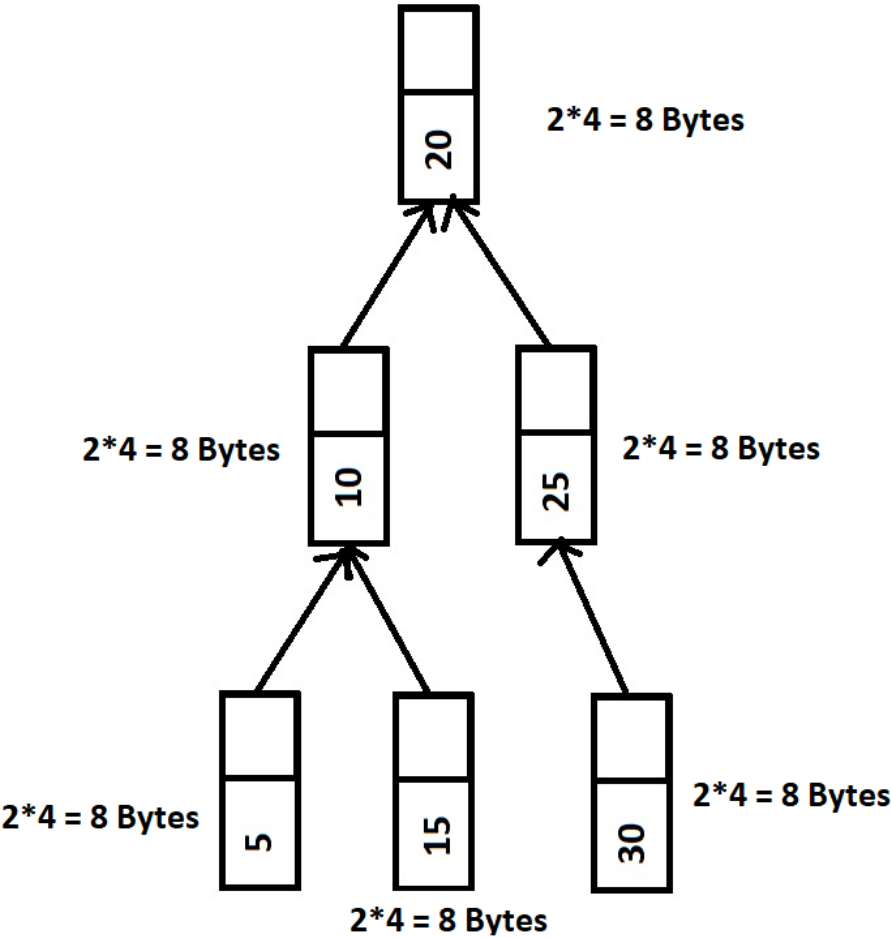 20
2*4 = 8 Bytes
2*4 = 8 Bytes
10
25
2*4 = 8 Bytes
2*4 = 8 Bytes
5
15
30
2*4 = 8 Bytes
2*4 = 8 Bytes